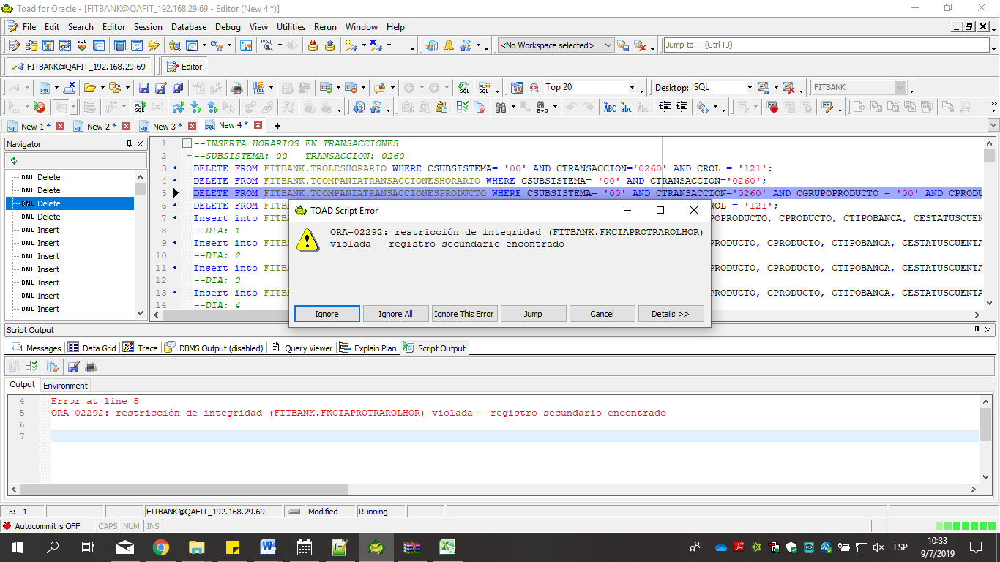 Toad for Oracle - [FITBANK@QAFIT_192.168.29.69 - Editor (New 4 *)]
File Edit Search Editor Session Database Debug View Utilities Rerun Window Help
<No Workspace selected> Jump to... (Ctrl+J)
FITBANK@QAFIT_192.168.29.69 Editor
Top 20 Desktop: SQL FITBANK
New 1 * New 2 * New 3 * New 4 *
Navigator
DML Delete
DML Delete
DML Delete
DML Delete
DML Insert
DML Insert
DML Insert
DML Insert
DML Insert
DML Insert
DML Insert
1 --INSERTA HORARIOS EN TRANSACCIONES
2 --SUBSISTEMA: 00 TRANSACCION: 0260
3 DELETE FROM FITBANK.TROLESHORARIO WHERE CSUBSISTEMA= '00' AND CTRANSACCION='0260' AND CROL = '121';
4 DELETE FROM FITBANK.TCOMPANIATRANSACCIONESHORARIO WHERE CSUBSISTEMA= '00' AND CTRANSACCION='0260';
5 DELETE FROM FITBANK.TCOMPANIATRANSACCIONESPRODUCTO WHERE CSUBSISTEMA= '00' AND CTRANSACCION='0260' AND CGRUPOPRODUCTO = '00' AND CPRODU
6 DELETE FROM FITB ROL = '121';
7 Insert into FITB POPRODUCTO, CPRODUCTO, CTIPOBANCA, CESTATUSCUEN
8 --DIA: 1
9 Insert into FITB PRODUCTO, CPRODUCTO, CTIPOBANCA, CESTATUSCUENTA
10 --DIA: 2
11 Insert into FITB PRODUCTO, CPRODUCTO, CTIPOBANCA, CESTATUSCUENTA
12 --DIA: 3
13 Insert into FITB PRODUCTO, CPRODUCTO, CTIPOBANCA, CESTATUSCUENTA
14 --DIA: 4
TOAD Script Error
ORA-02292: restricción de integridad (FITBANK.FKCIAPROTRAROLHOR)
violada - registro secundario encontrado
Ignore Ignore All Ignore This Error Jump Cancel Details >>
Script Output
Messages Data Grid Trace DBMS Output (disabled) Query Viewer Explain Plan Script Output
Output Environment
4 Error at line 5
5 ORA-02292: restricción de integridad (FITBANK.FKCIAPROTRAROLHOR) violada - registro secundario encontrado
6
7
5: 1 FITBANK@QAFIT_192.168.29.69 Modified Running
Autocommit is OFF CAPS NUM INS
ESP 10:33
9/7/2019